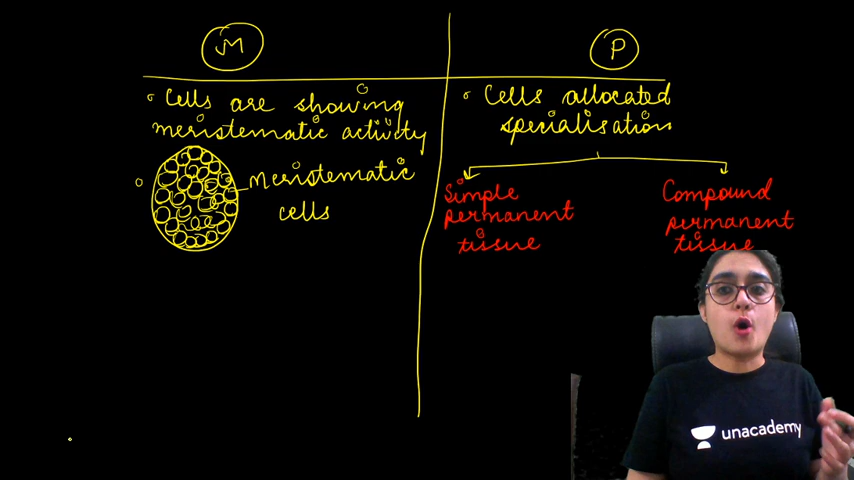 M
P
Cells are showing
meristematic activity
Meristematic
cells
Cells allocated
specialisation
Simple
permanent
tissue
Compound
permanent
tissue
unacademy